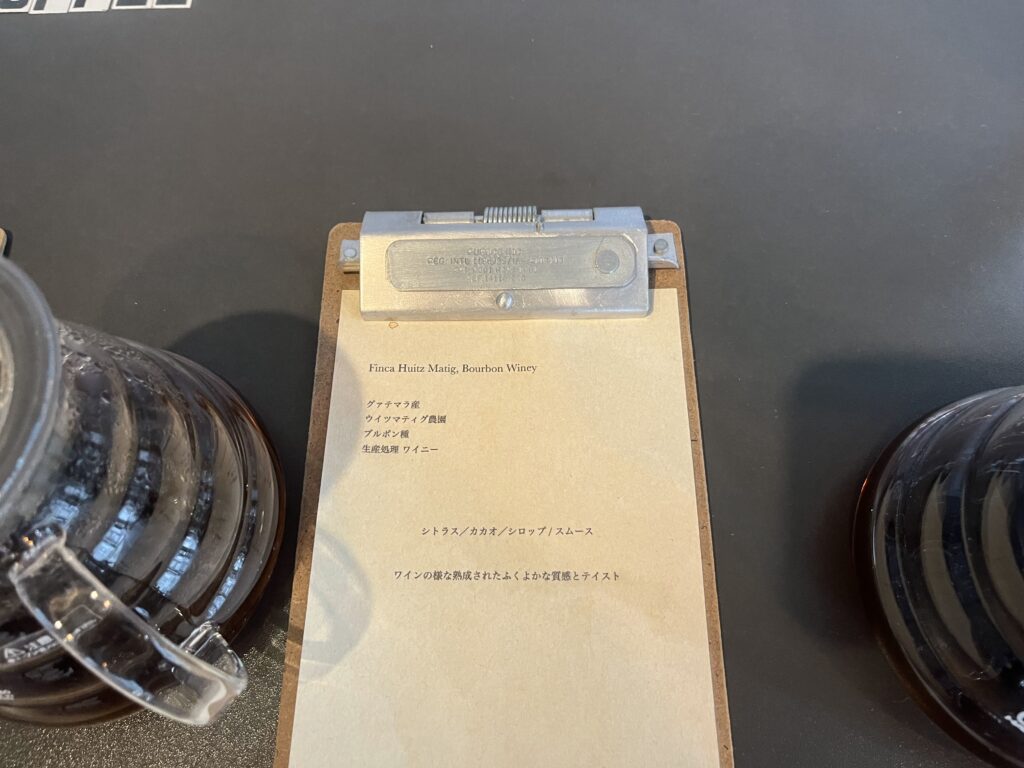 Finca Huitz Matig, Bourbon Winey
グァテマラ産
ウイツマティグ農園
ブルボン種
生産処理 ワイニー
シトラス／カカオ／シロップ / スムース
ワインの様な熟成されたふくよかな質感とテイスト